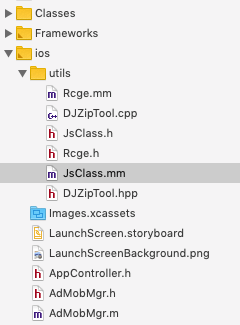 Classes
Frameworks
ios
utils
Rcge.mm
DJZipTool.cpp
JsClass.h
Rcge.h
JsClass.mm
DJZipTool.hpp
Images.xcassets
LaunchScreen.storyboard
LaunchScreenBackground.png
AppController.h
AdMobMgr.h
AdMobMgr.m